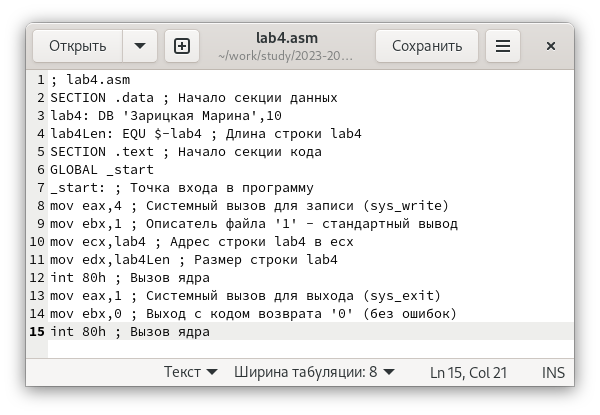 Открыть
lab4.asm
~/work/study/2023-20...
Сохранить
1 ; lab4.asm
2 SECTION .data ; Начало секции данных
3 lab4: DB 'Зарицкая Марина',10
4 lab4Len: EQU $-lab4 ; Длина строки lab4
5 SECTION .text ; Начало секции кода
6 GLOBAL _start
7 _start: ; Точка входа в программу
8 mov eax,4 ; Системный вызов для записи (sys_write)
9 mov ebx,1 ; Описатель файла '1' - стандартный вывод
10 mov ecx,lab4 ; Адрес строки lab4 в ecx
11 mov edx,lab4Len ; Размер строки lab4
12 int 80h ; Вызов ядра
13 mov eax,1 ; Системный вызов для выхода (sys_exit)
14 mov ebx,0 ; Выход с кодом возврата '0' (без ошибок)
15 int 80h ; Вызов ядра
Текст Ширина табуляции: 8 Ln 15, Col 21 INS